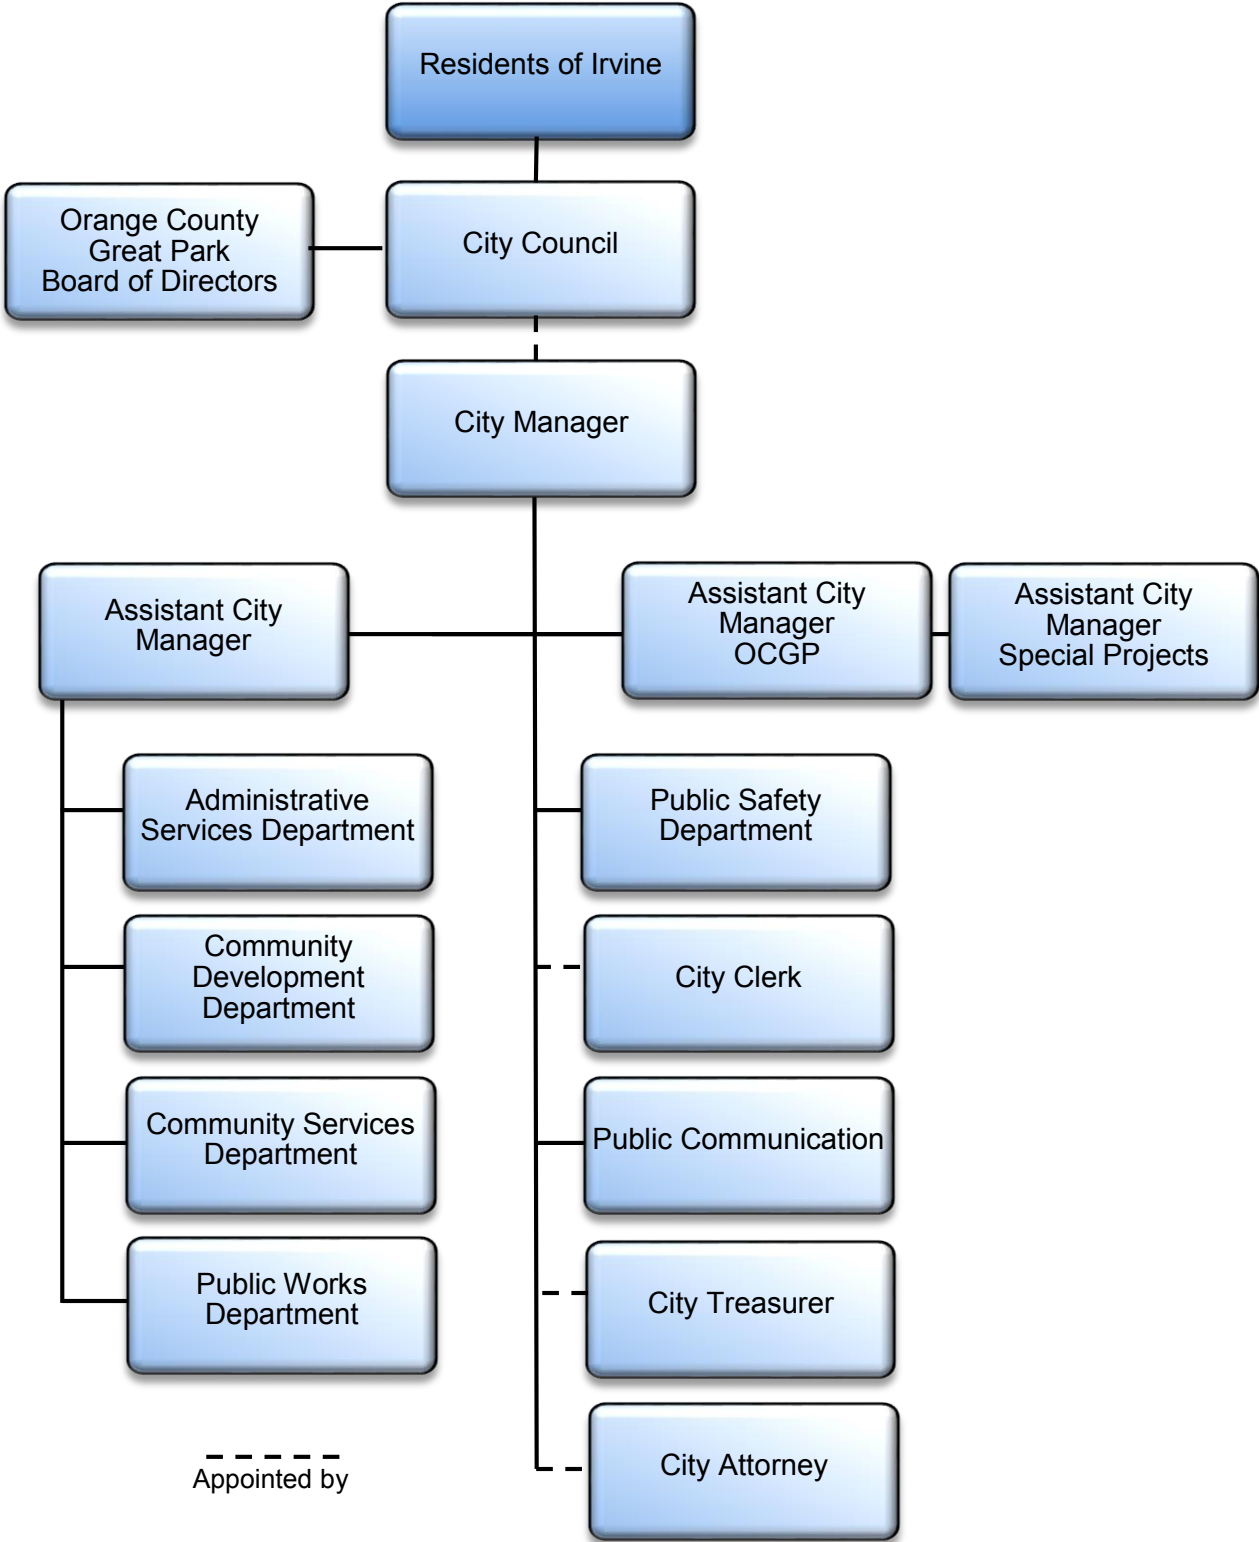 Residents of Irvine
Orange County
Great Park
Board of Directors
City Council
City Manager
Assistant City
Manager
Assistant City
Manager
OCGP
Assistant City
Manager
Special Projects
Administrative
Services Department
Public Safety
Department
Community
Development
Department
City Clerk
Community Services
Department
Public Communication
Public Works
Department
City Treasurer
City Attorney
Appointed by